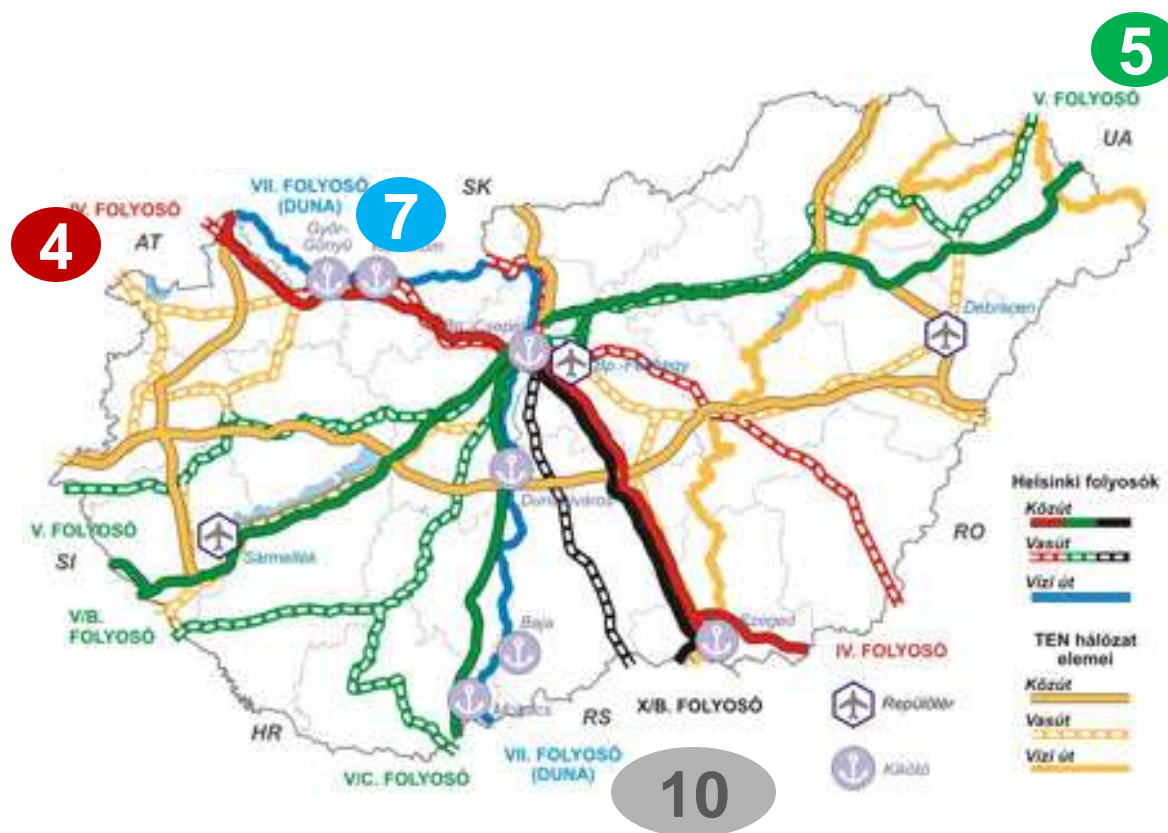 5
V. FOLYOSÓ
UA
SK
VII. FOLYOSÓ
(DUNA)
7
IV. FOLYOSÓ
4
AT
Győr-
Gönyű
Debrecen
Dunaújváros
V. FOLYOSÓ
SI
Sármellék
V/B.
FOLYOSÓ
Baja
Szeged
Mohács
HR
RS
RO
IV. FOLYOSÓ
X/B. FOLYOSÓ
VII. FOLYOSÓ
(DUNA)
V/C. FOLYOSÓ
10
Repülőtér
Kikötő
Helsinki folyosók
Közút
Vasút
Vízi út
TEN hálózat
elemei
Közút
Vasút
Vízi út